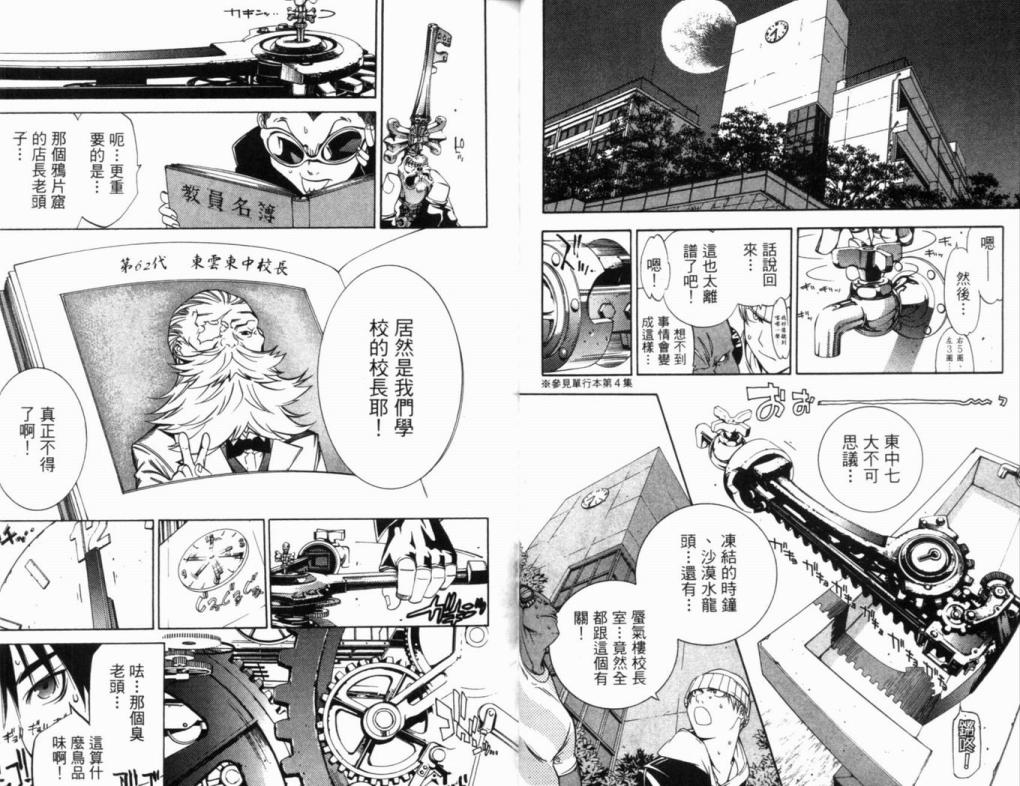 嗯…
然後…
右5圈…
左3圈…
話說回
來…
這也太離
譜了吧！
嗯！
想不到
事情會變
成這樣…
※參見單行本第4集
東中七
大不可
思議…
凍結的時鐘
、沙漠水龍
頭…還有…
蜃氣樓校長
室…竟然全
都跟這個有
關！
鏘咚！
カキン…
呃…更重
要的是…
那個鴉片窟
的店長老頭
子…
教員名簿
第62代 東雲東中校長
居然是我們學
校的校長耶！
真正不得
了啊！
12
呿…那個臭
老頭…
這算什
麼鳥品
味啊！